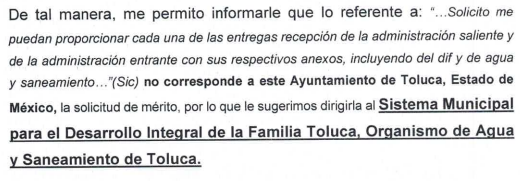 De tal manera, me permito informarle que lo referente a: “…Solicito me
puedan proporcionar cada una de las entregas recepción de la administración saliente y
de la administración entrante con sus respectivos anexos, incluyendo del dif y de agua
y saneamiento…”(Sic) no corresponde a este Ayuntamiento de Toluca, Estado de
México, la solicitud de mérito, por lo que le sugerimos dirigirla al Sistema Municipal
para el Desarrollo Integral de la Familia Toluca, Organismo de Agua
y Saneamiento de Toluca.